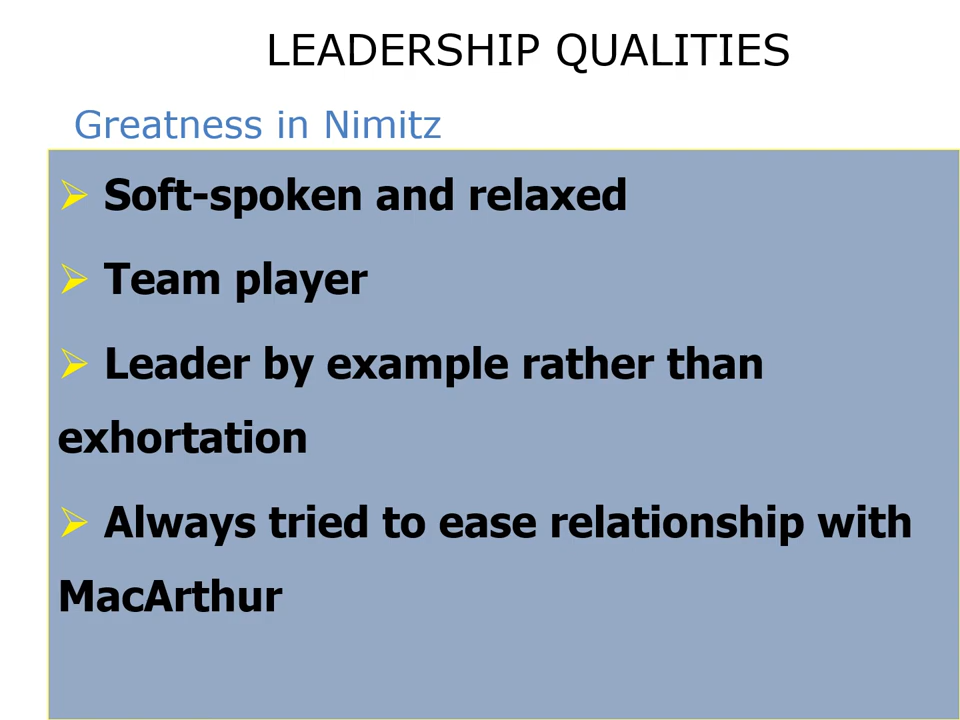 LEADERSHIP QUALITIES
Greatness in Nimitz
➢ Soft-spoken and relaxed
➢ Team player
➢ Leader by example rather than
exhortation
➢ Always tried to ease relationship with
MacArthur